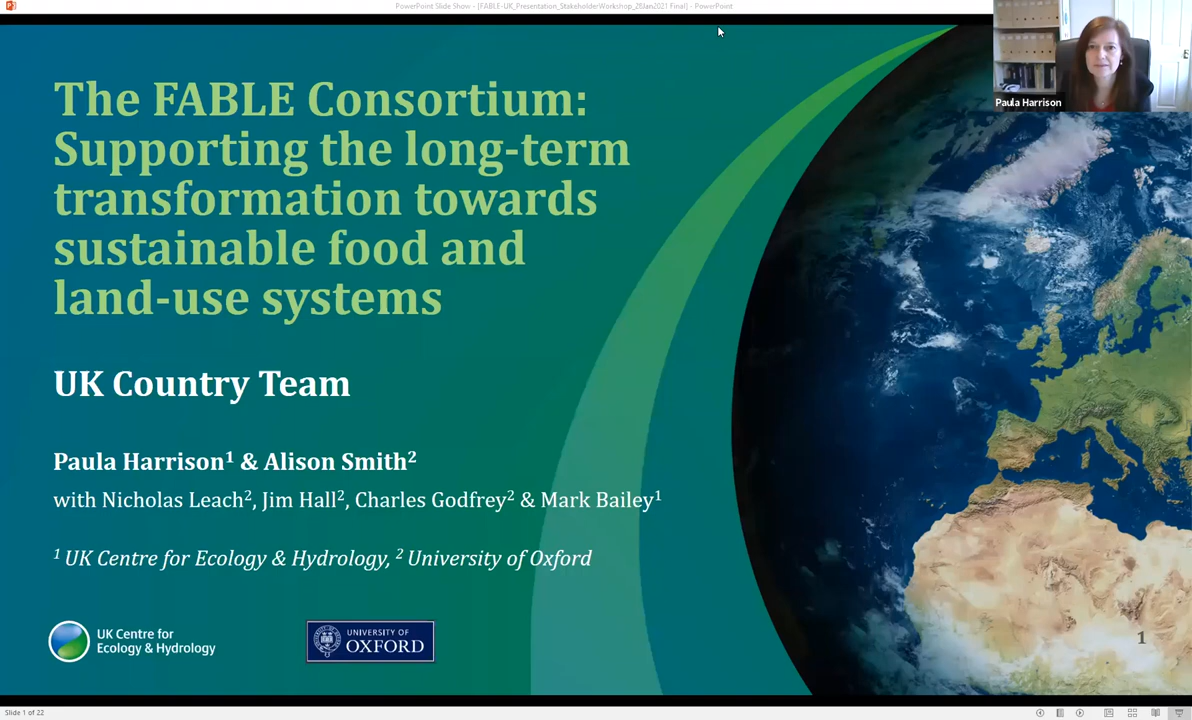 PowerPoint Slide Show - [FABLE-UK_Presentation_StakeholderWorkshop_28Jan2021 Final] - PowerPoint
Paula Harrison
The FABLE Consortium:
Supporting the long-term
transformation towards
sustainable food and
land-use systems
UK Country Team
Paula Harrison¹ & Alison Smith²
with Nicholas Leach², Jim Hall², Charles Godfrey² & Mark Bailey¹
¹ UK Centre for Ecology & Hydrology, ² University of Oxford
UK Centre for
Ecology & Hydrology
UNIVERSITY OF
OXFORD
1
Slide 1 of 22